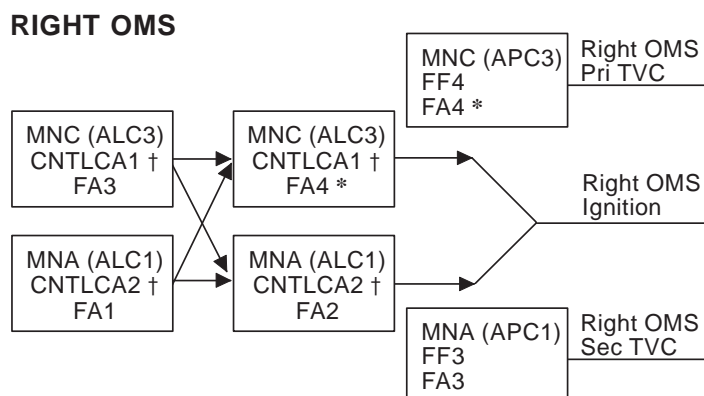 RIGHT OMS
MNC (APC3)
FF4
FA4 *
Right OMS
Pri TVC
MNC (ALC3)
CNTLCA1 †
FA3
MNC (ALC3)
CNTLCA1 †
FA4 *
Right OMS
Ignition
MNA (ALC1)
CNTLCA2 †
FA1
MNA (ALC1)
CNTLCA2 †
FA2
MNA (APC1)
FF3
FA3
Right OMS
Sec TVC